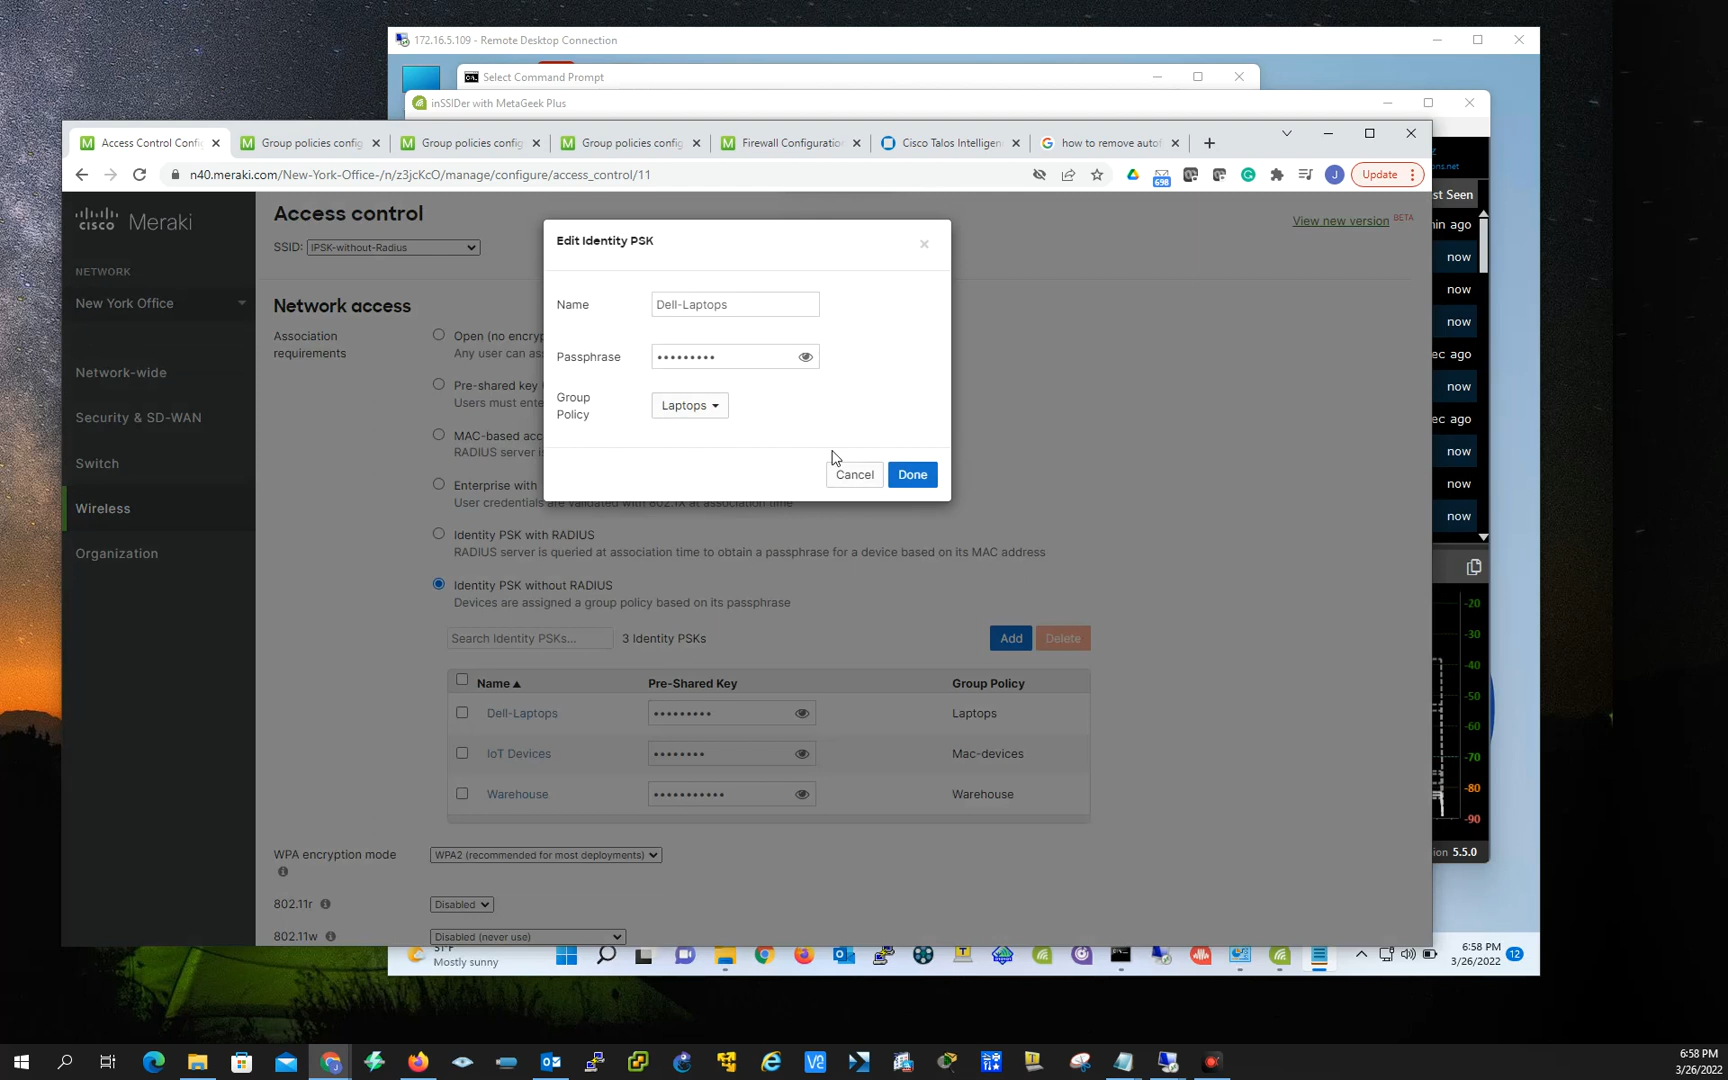 172.16.5.109 - Remote Desktop Connection
Select Command Prompt
inSSIDer with MetaGeek Plus
Access Control Confi
Group policies config
Group policies config
Group policies config
Firewall Configuration
Cisco Talos Intelligen
how to remove autof
n40.meraki.com/New-York-Office-/n/z3jcKcO/manage/configure/access_control/11
698
J
Update
ns.net
st Seen
in ago
now
now
now
ec ago
now
ec ago
now
now
now
cisco Meraki
NETWORK
New York Office
Network-wide
Security & SD-WAN
Switch
Wireless
Organization
Access control
View new version BETA
SSID: IPSK-without-Radius
Network access
Association requirements
Open (no encryp
Any user can ass
Pre-shared key
Users must ente
MAC-based acc
RADIUS server is
Enterprise with
User credentials are validated with 802.1X at association time
Identity PSK with RADIUS
RADIUS server is queried at association time to obtain a passphrase for a device based on its MAC address
Identity PSK without RADIUS
Devices are assigned a group policy based on its passphrase
Edit Identity PSK
Name Dell-Laptops
Passphrase •••••••••
Group Policy Laptops
Cancel Done
Search Identity PSKs... 3 Identity PSKs Add Delete
Name Pre-Shared Key Group Policy
Dell-Laptops ••••••••• Laptops
IoT Devices •••••••• Mac-devices
Warehouse ••••••••••• Warehouse
WPA encryption mode WPA2 (recommended for most deployments)
802.11r Disabled
802.11w Disabled (never use)
-20
-30
-40
-50
-60
-70
-80
-90
ion 5.5.0
Mostly sunny
6:58 PM
3/26/2022
12
6:58 PM
3/26/2022